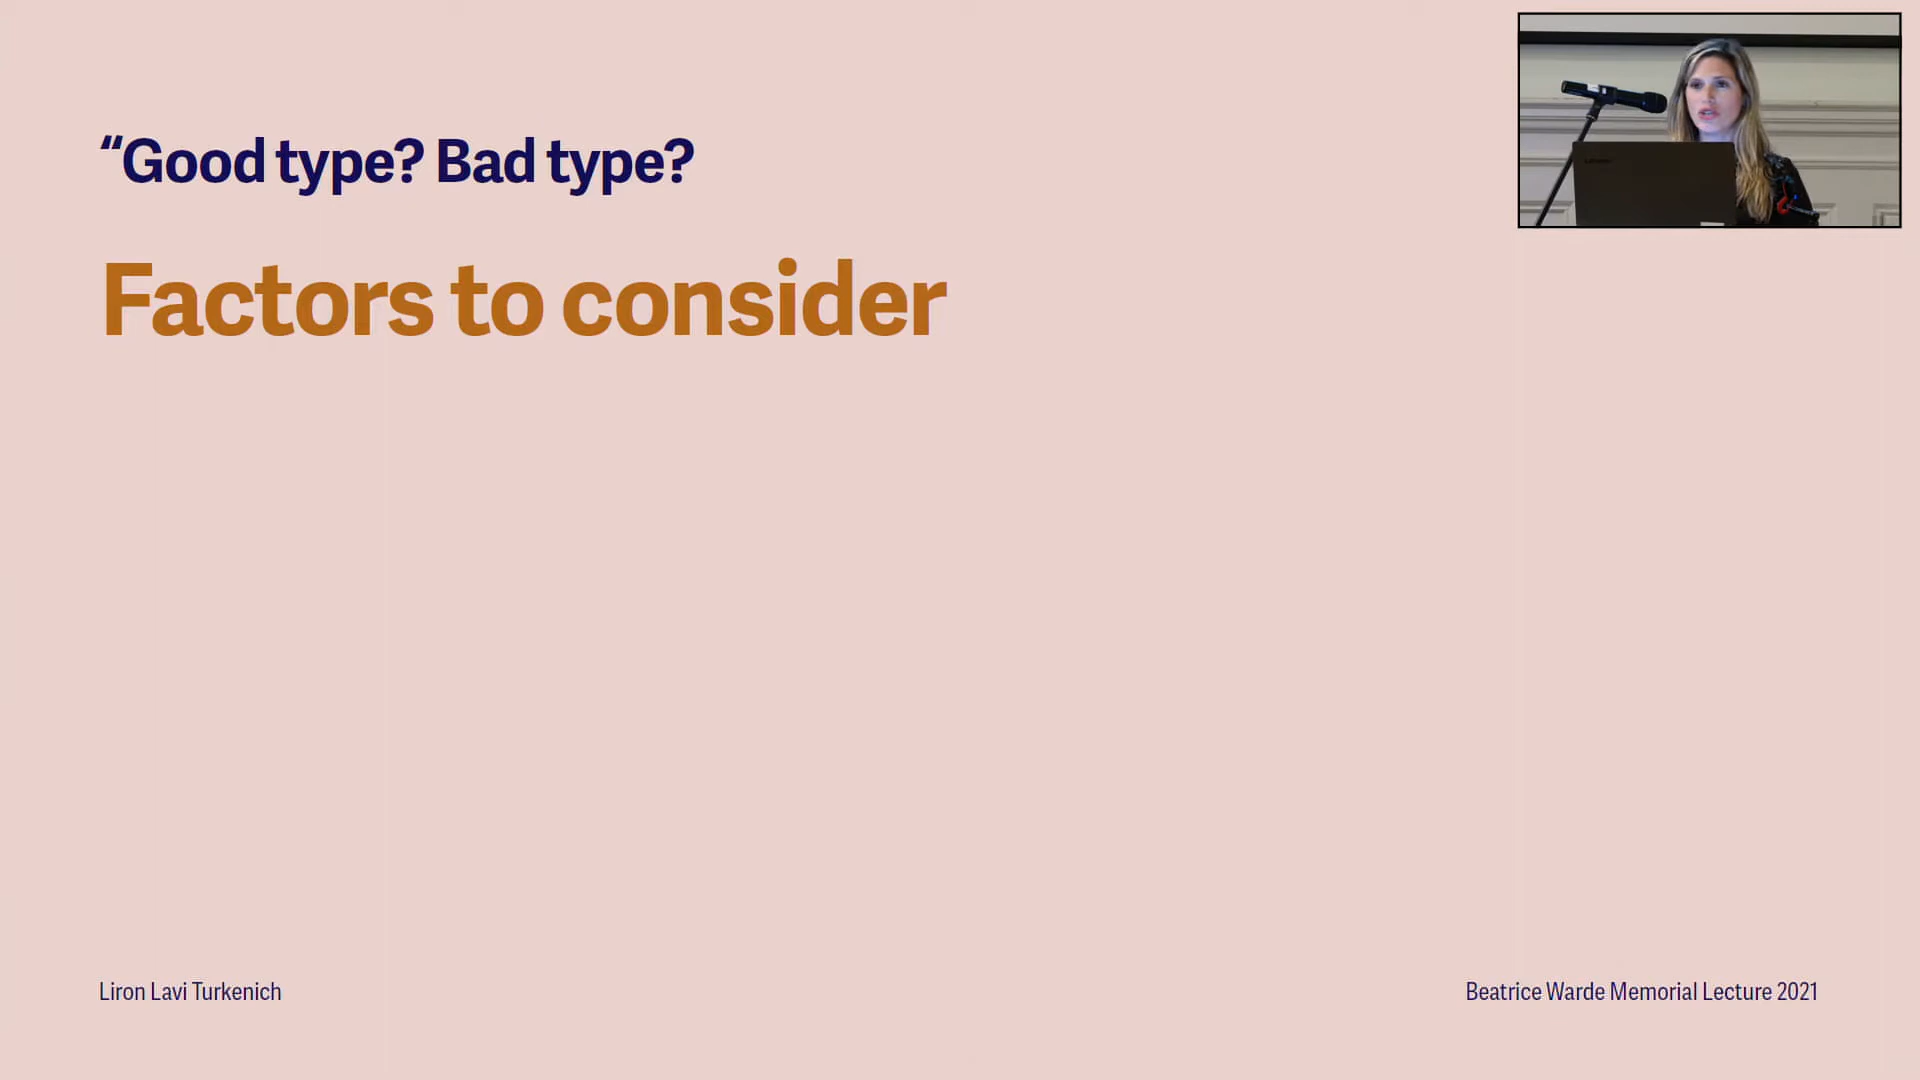 “Good type? Bad type?
Factors to consider
Liron Lavi Turkenich
Beatrice Warde Memorial Lecture 2021